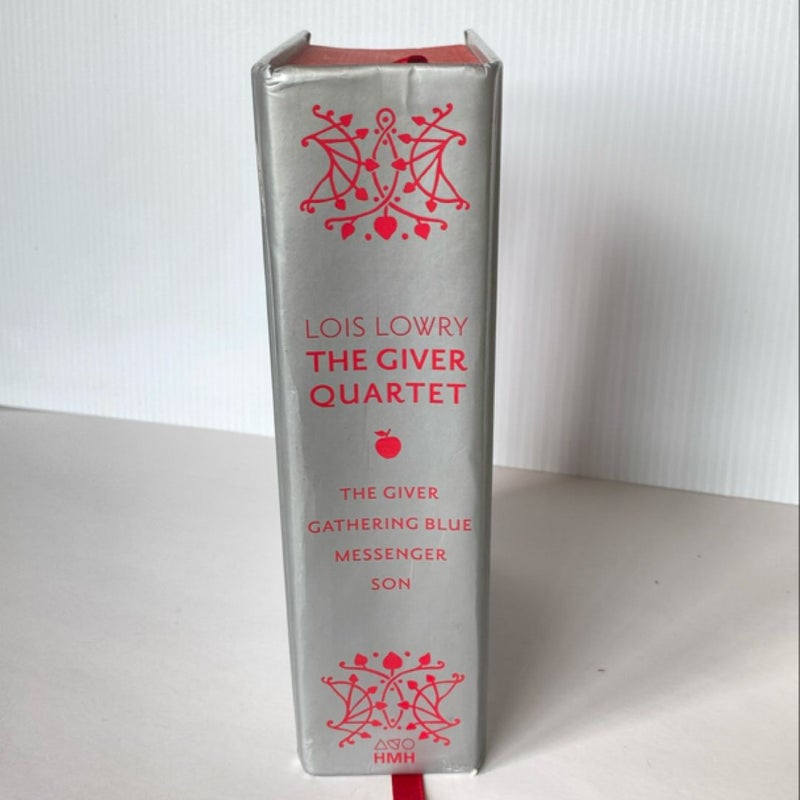 LOIS LOWRY
THE GIVER
QUARTET
THE GIVER
GATHERING BLUE
MESSENGER
SON
HMH